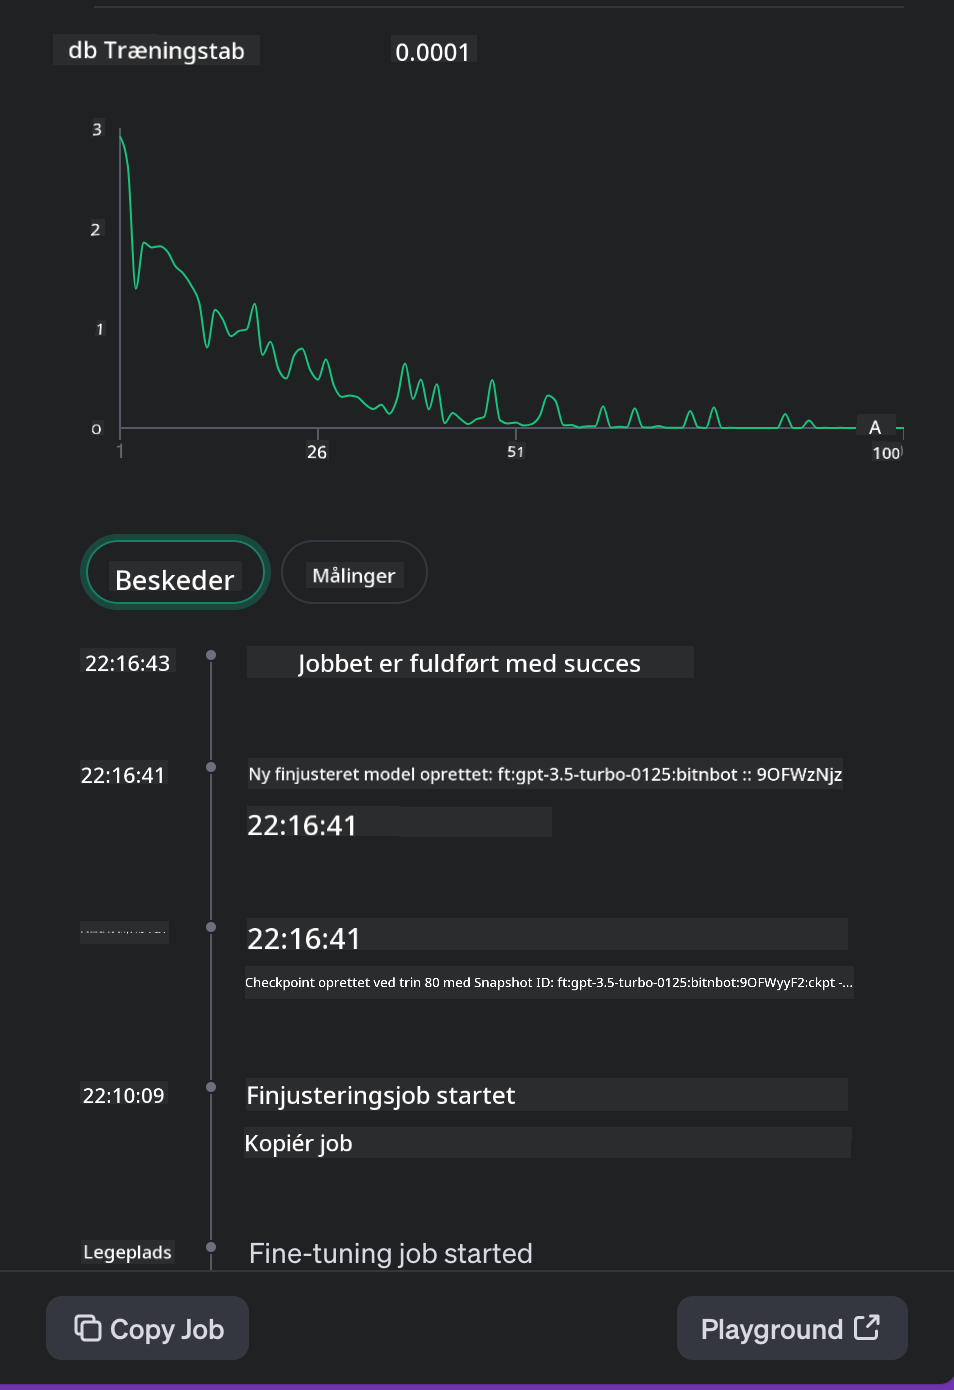 db Træningstab 0.0001
3
2
1
0
A
1 26 51 100
Beskeder Målinger
22:16:43 Jobbet er fuldført med succes
22:16:41 Ny finjusteret model oprettet: ft:gpt-3.5-turbo-0125:bitnbot :: 9OFWzNjz
22:16:41
22:16:41
Checkpoint oprettet ved trin 80 med Snapshot ID: ft:gpt-3.5-turbo-0125:bitnbot:9OFWyyF2:ckpt -...
22:10:09 Finjusteringsjob startet
Kopiér job
Legeplads Fine-tuning job started
Copy Job Playground